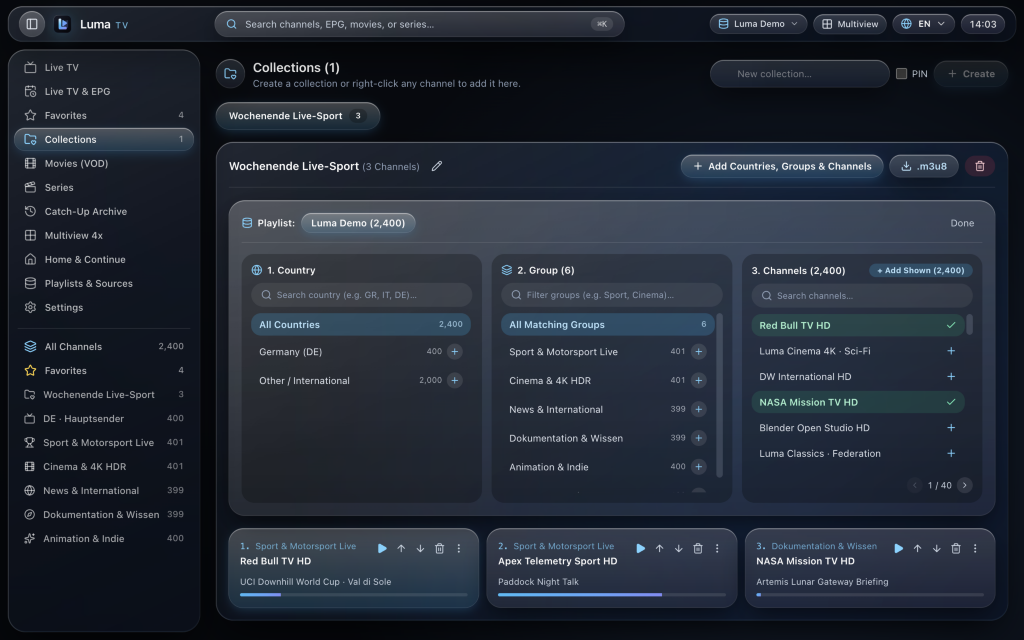 Luma TV
Search channels, EPG, movies, or series...
⌘K
Luma Demo
Multiview
EN
14:03
Live TV
Live TV & EPG
Favorites 4
Collections 1
Movies (VOD)
Series
Catch-Up Archive
Multiview 4x
Home & Continue
Playlists & Sources
Settings
All Channels 2,400
Favorites 4
Wochenende Live-Sport 3
DE · Hauptsender 400
Sport & Motorsport Live 401
Cinema & 4K HDR 401
News & International 399
Dokumentation & Wissen 399
Animation & Indie 400
Collections (1)
Create a collection or right-click any channel to add it here.
New collection...
PIN
+ Create
Wochenende Live-Sport 3
Wochenende Live-Sport (3 Channels)
+ Add Countries, Groups & Channels
.m3u8
Playlist: Luma Demo (2,400)
Done
1. Country
Search country (e.g. GR, IT, DE)...
All Countries 2,400
Germany (DE) 400 +
Other / International 2,000 +
2. Group (6)
Filter groups (e.g. Sport, Cinema)...
All Matching Groups 6
Sport & Motorsport Live 401 +
Cinema & 4K HDR 401 +
News & International 399 +
Dokumentation & Wissen 399 +
Animation & Indie 400 +
3. Channels (2,400)
+ Add Shown (2,400)
Search channels...
Red Bull TV HD
Luma Cinema 4K · Sci-Fi +
DW International HD +
NASA Mission TV HD
Blender Open Studio HD +
Luma Classics · Federation +
1 / 40
1. Sport & Motorsport Live
Red Bull TV HD
UCI Downhill World Cup · Val di Sole
2. Sport & Motorsport Live
Apex Telemetry Sport HD
Paddock Night Talk
3. Dokumentation & Wissen
NASA Mission TV HD
Artemis Lunar Gateway Briefing